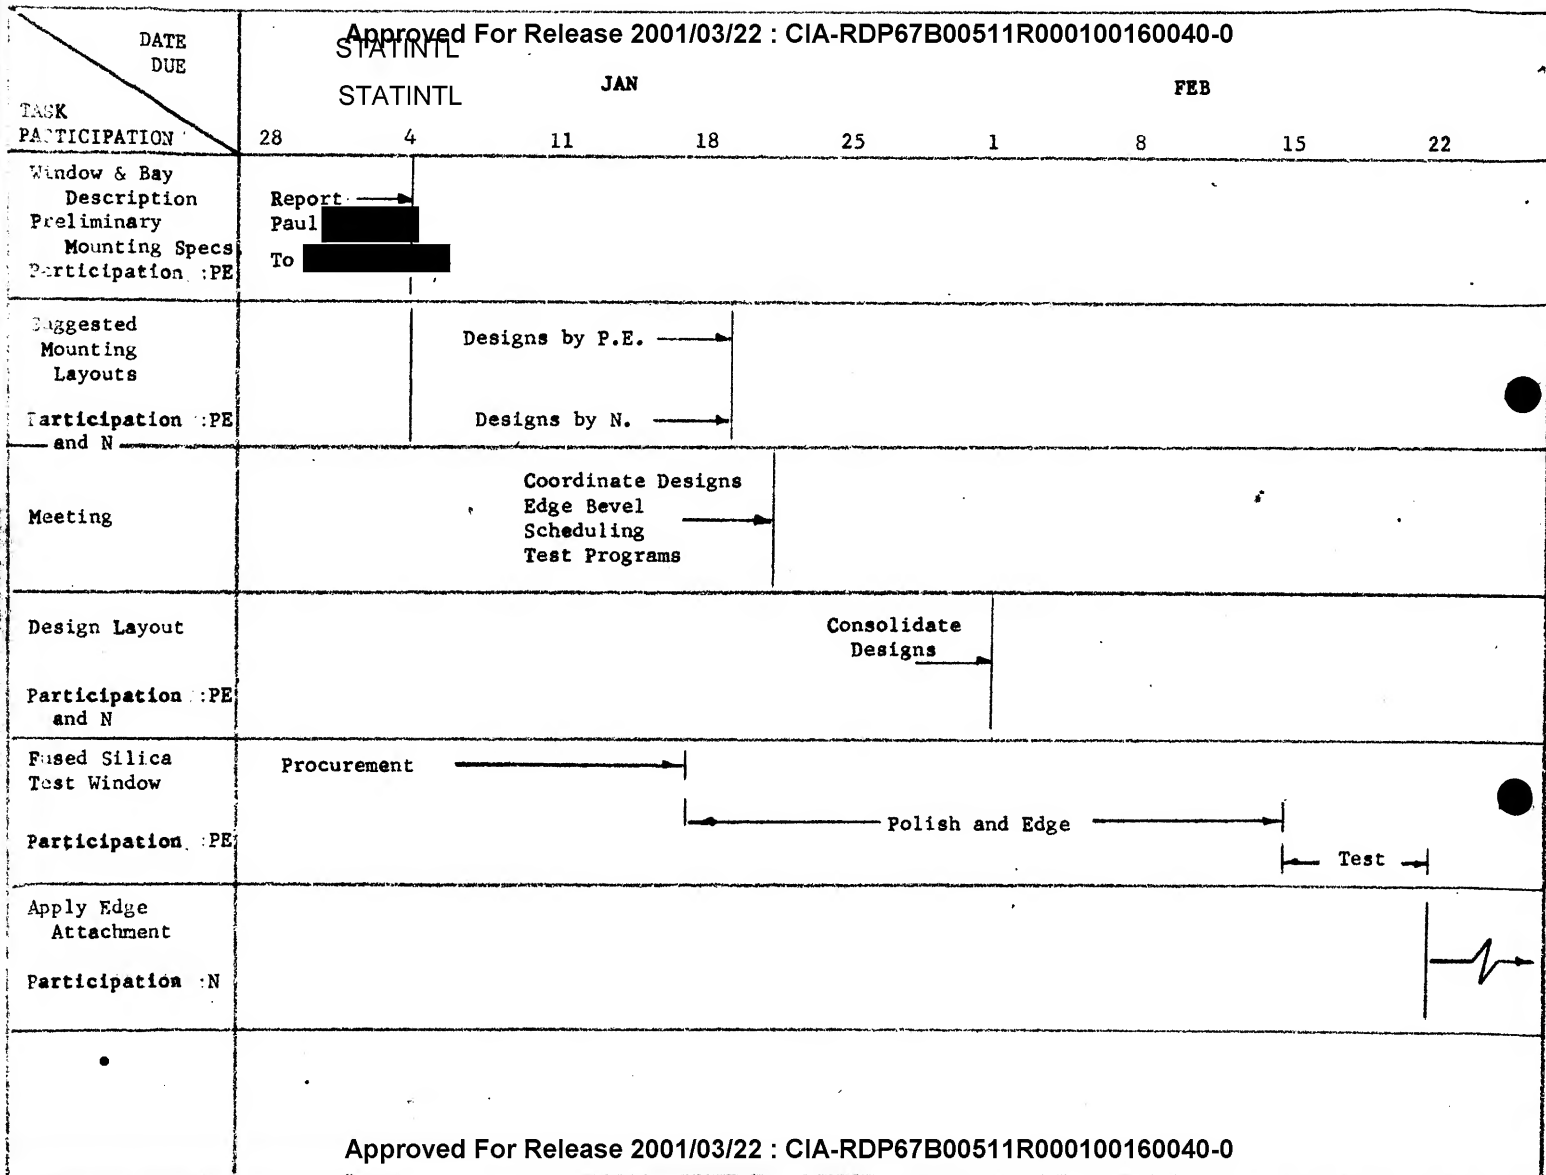 Approved For Release 2001/03/22 : CIA-RDP67B00511R000100160040-0
STATINTL
STATINTL
DATE
DUE
TASK
PARTICIPATION
JAN
FEB
28 4 11 18 25 1 8 15 22
Window & Bay
Description
Preliminary
Mounting Specs
Participation :PE
Report
Paul
To
Suggested
Mounting
Layouts
Participation :PE
and N
Designs by P.E.
Designs by N.
Meeting
Coordinate Designs
Edge Bevel
Scheduling
Test Programs
Design Layout
Participation :PE
and N
Consolidate
Designs
Fused Silica
Test Window
Participation :PE
Procurement
Polish and Edge
Test
Apply Edge
Attachment
Participation :N
Approved For Release 2001/03/22 : CIA-RDP67B00511R000100160040-0